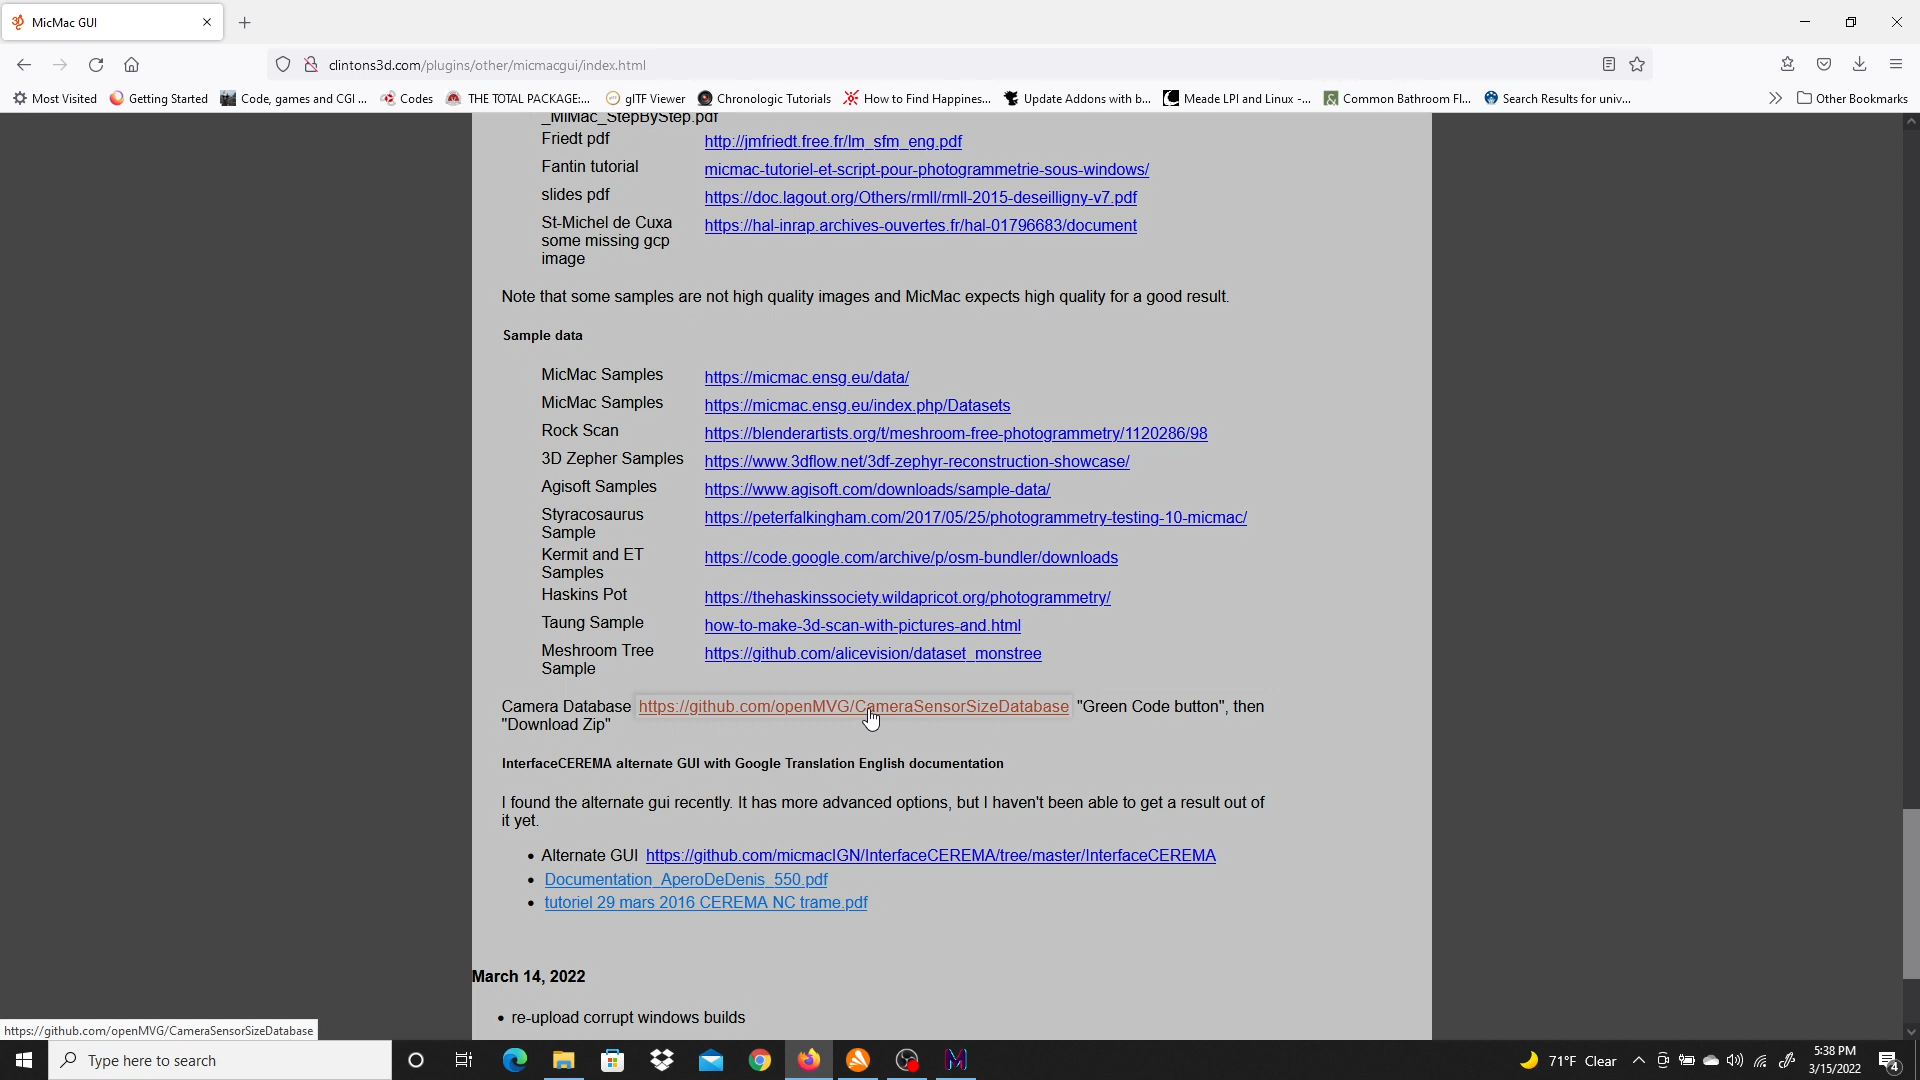 MicMac GUI
clintons3d.com/plugins/other/micmacgui/index.html
Most Visited Getting Started Code, games and CGI ... Codes THE TOTAL PACKAGE:... glTF Viewer Chronologic Tutorials How to Find Happines... Update Addons with b... Meade LPI and Linux -... Common Bathroom Fl... Search Results for univ... Other Bookmarks
_MiMac_StepByStep.pdf
Friedt pdf http://jmfriedt.free.fr/lm_sfm_eng.pdf
Fantin tutorial micmac-tutoriel-et-script-pour-photogrammetrie-sous-windows/
slides pdf https://doc.lagout.org/Others/rmll/rmll-2015-deseilligny-v7.pdf
St-Michel de Cuxa https://hal-inrap.archives-ouvertes.fr/hal-01796683/document
some missing gcp
image
Note that some samples are not high quality images and MicMac expects high quality for a good result.
Sample data
MicMac Samples https://micmac.ensg.eu/data/
MicMac Samples https://micmac.ensg.eu/index.php/Datasets
Rock Scan https://blenderartists.org/t/meshroom-free-photogrammetry/1120286/98
3D Zepher Samples https://www.3dflow.net/3df-zephyr-reconstruction-showcase/
Agisoft Samples https://www.agisoft.com/downloads/sample-data/
Styracosaurus https://peterfalkingham.com/2017/05/25/photogrammetry-testing-10-micmac/
Sample
Kermit and ET https://code.google.com/archive/p/osm-bundler/downloads
Samples
Haskins Pot https://thehaskinssociety.wildapricot.org/photogrammetry/
Taung Sample how-to-make-3d-scan-with-pictures-and.html
Meshroom Tree https://github.com/alicevision/dataset_monstree
Sample
Camera Database https://github.com/openMVG/CameraSensorSizeDatabase "Green Code button", then
"Download Zip"
InterfaceCEREMA alternate GUI with Google Translation English documentation
I found the alternate gui recently. It has more advanced options, but I haven't been able to get a result out of
it yet.
• Alternate GUI https://github.com/micmacIGN/InterfaceCEREMA/tree/master/InterfaceCEREMA
• Documentation_AperoDeDenis_550.pdf
• tutoriel 29 mars 2016 CEREMA NC trame.pdf
March 14, 2022
• re-upload corrupt windows builds
https://github.com/openMVG/CameraSensorSizeDatabase
Type here to search
71°F Clear
5:38 PM
3/15/2022
4